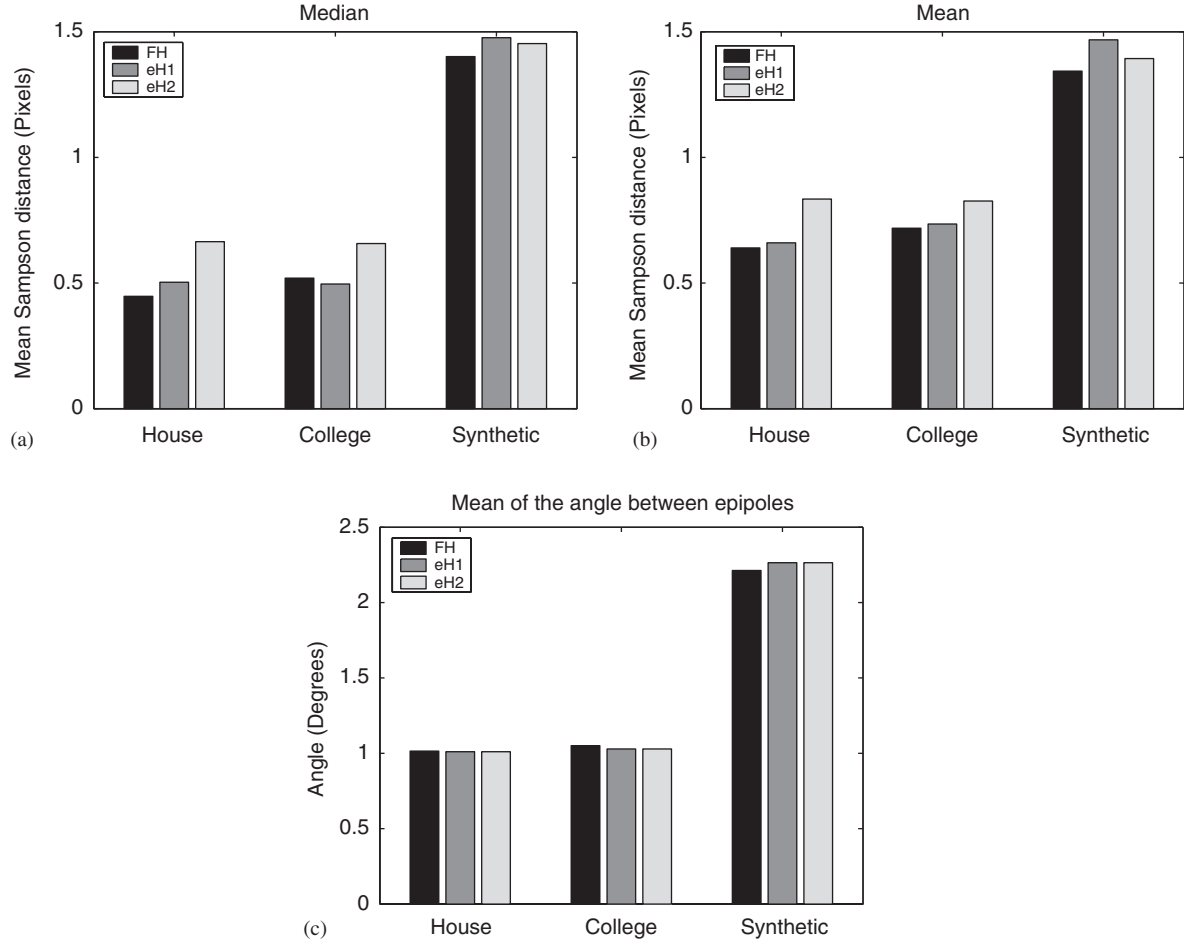 Median
Mean Sampson distance (Pixels)
1.5
1
0.5
0
FH
eH1
eH2
House College Synthetic
(a)
Mean
Mean Sampson distance (Pixels)
1.5
1
0.5
0
FH
eH1
eH2
House College Synthetic
(b)
Mean of the angle between epipoles
Angle (Degrees)
2.5
2
1.5
1
0.5
0
FH
eH1
eH2
House College Synthetic
(c)